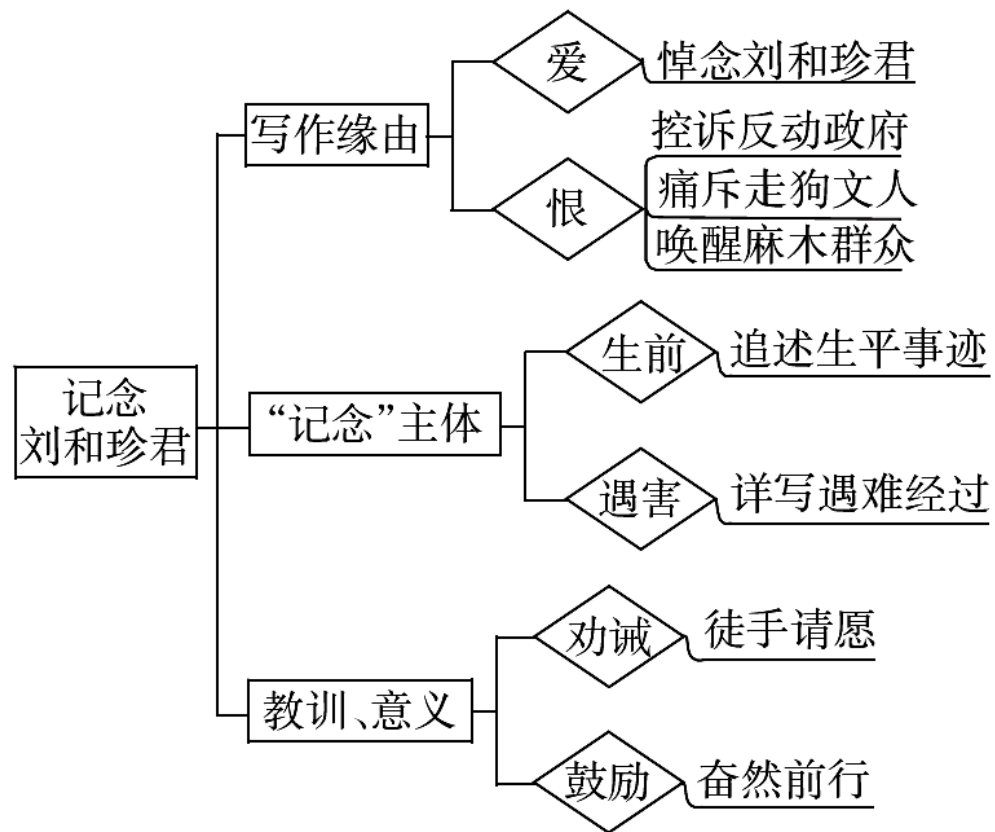 记念
刘和珍君
写作缘由
爱
悼念刘和珍君
恨
控诉反动政府
痛斥走狗文人
唤醒麻木群众
“记念”主体
生前
追述生平事迹
遇害
详写遇难经过
教训、意义
劝诫
徒手请愿
鼓励
奋然前行